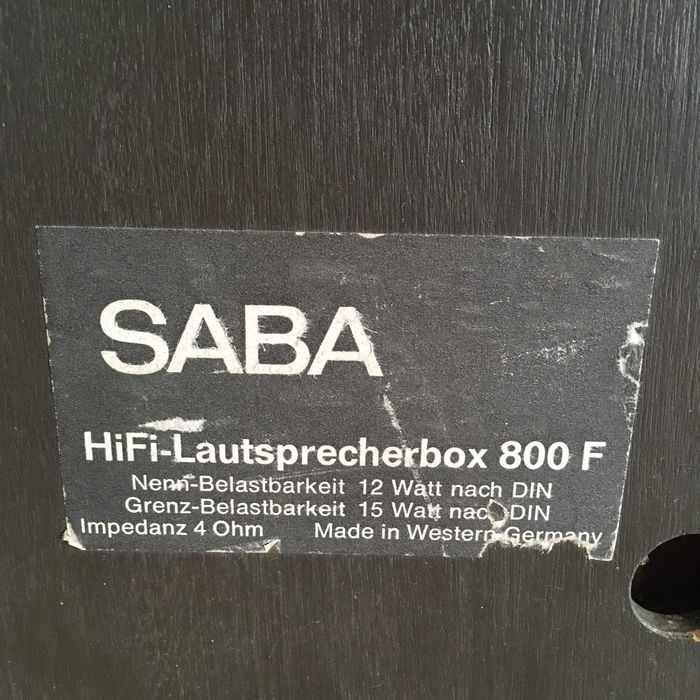 SABA
HiFi-Lautsprecherbox 800 F
Nenn-Belastbarkeit 12 Watt nach DIN
Grenz-Belastbarkeit 15 Watt nach DIN
Impedanz 4 Ohm Made in Western Germany